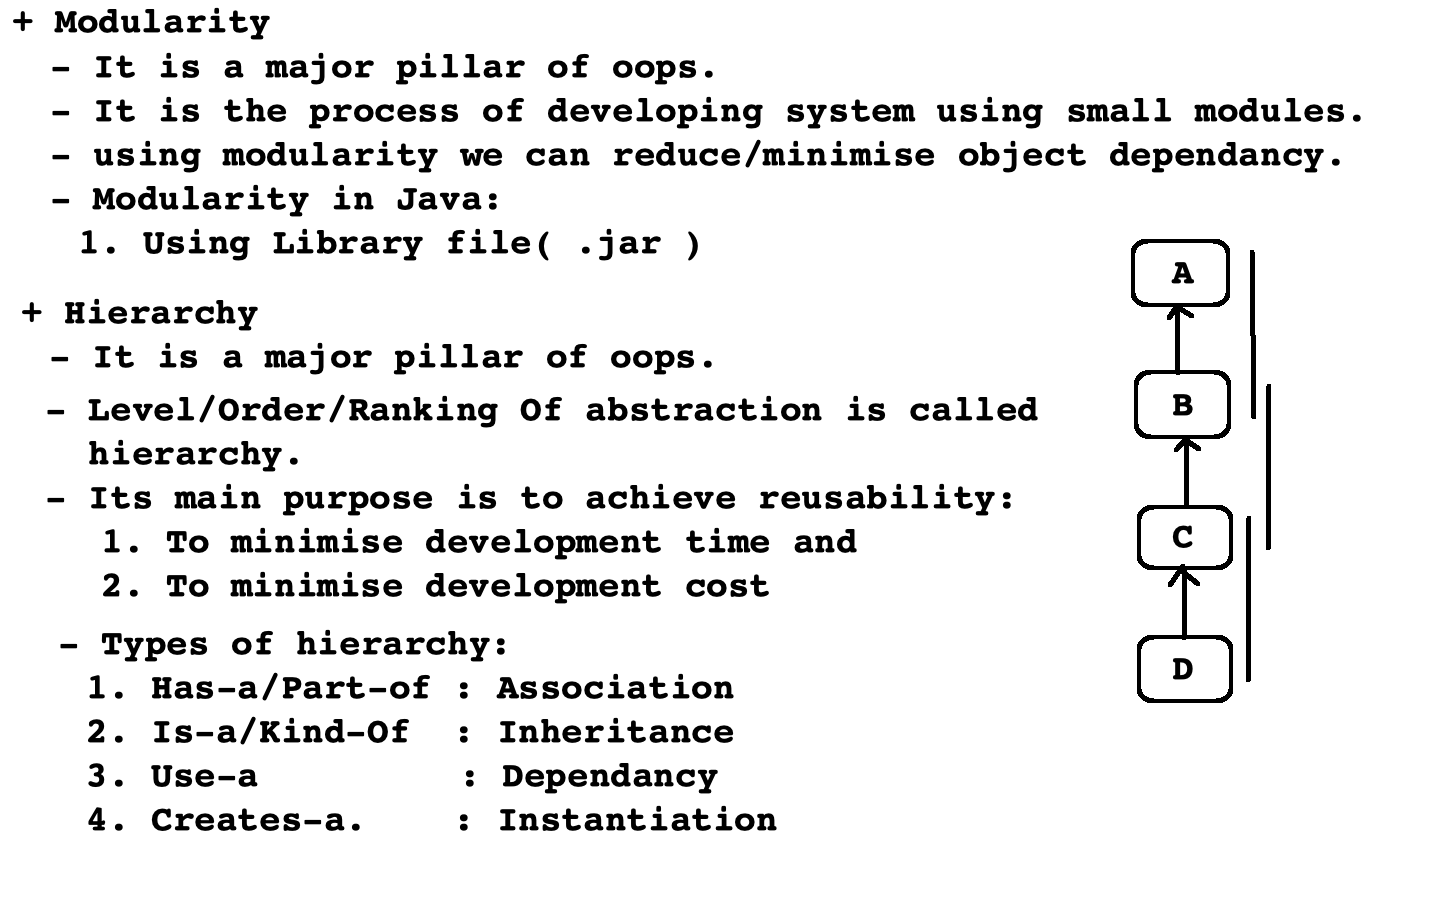 + Modularity
- It is a major pillar of oops.
- It is the process of developing system using small modules.
- using modularity we can reduce/minimise object dependancy.
- Modularity in Java:
1. Using Library file( .jar )
+ Hierarchy
- It is a major pillar of oops.
- Level/Order/Ranking Of abstraction is called
hierarchy.
- Its main purpose is to achieve reusability:
1. To minimise development time and
2. To minimise development cost
- Types of hierarchy:
1. Has-a/Part-of : Association
2. Is-a/Kind-Of : Inheritance
3. Use-a : Dependancy
4. Creates-a. : Instantiation
A
B
C
D